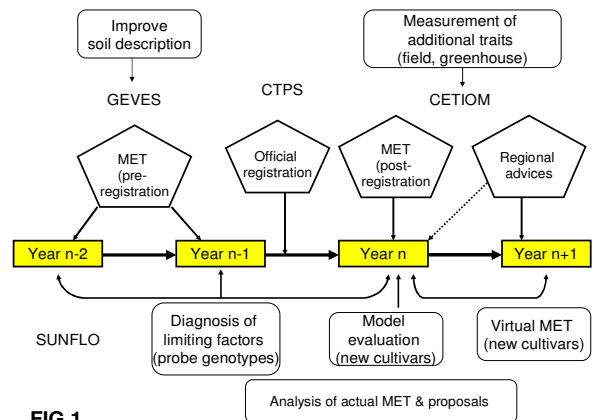 Improve
soil description
Measurement of
additional traits
(field, greenhouse)
GEVES
CTPS
CETIOM
MET
(pre-
registration
Official
registration
MET
(post-
registration
Regional
advices
Year n-2
Year n-1
Year n
Year n+1
SUNFLO
Diagnosis of
limiting factors
(probe genotypes)
Model
evaluation
(new cultivars)
Virtual MET
(new cultivars)
Analysis of actual MET & proposals
FIG 1